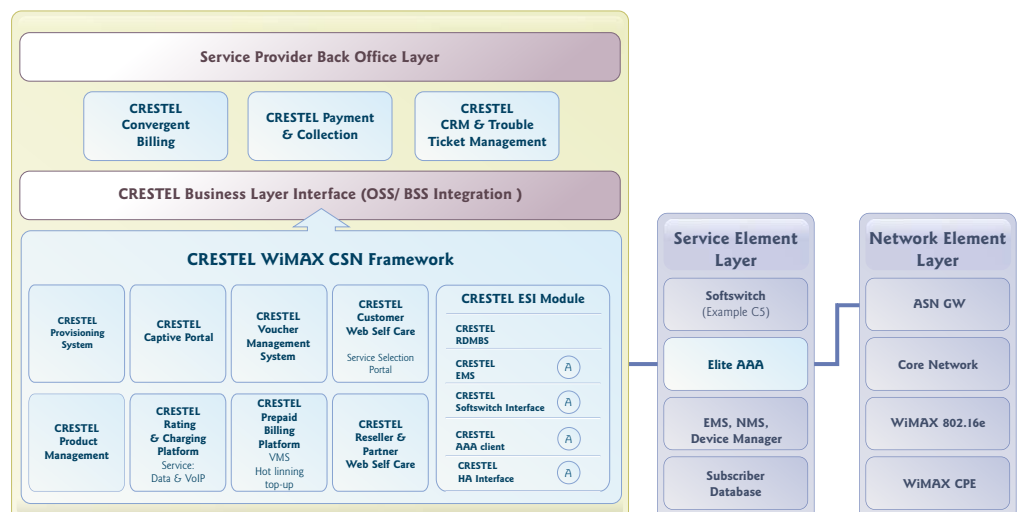 Service Provider Back Office Layer
CRESTEL
Convergent
Billing
CRESTEL Payment
& Collection
CRESTEL
CRM & Trouble
Ticket Management
CRESTEL Business Layer Interface (OSS/ BSS Integration )
CRESTEL WiMAX CSN Framework
CRESTEL
Provisioning
System
CRESTEL
Captive Portal
CRESTEL
Voucher
Management
System
CRESTEL
Customer
Web Self Care
Service Selection
Portal
CRESTEL
Product
Management
CRESTEL
Rating
& Charging
Platform
Service:
Data & VoIP
CRESTEL
Prepaid
Billing
Platform
VMS
Hot linning
top-up
CRESTEL
Reseller &
Partner
Web Self Care
CRESTEL ESI Module
CRESTEL
RDMBS
CRESTEL
EMS
A
CRESTEL
Softswitch Interface
A
CRESTEL
AAA client
A
CRESTEL
HA Interface
A
Service Element
Layer
Softswitch
(Example C5)
Elite AAA
EMS, NMS,
Device Manager
Subscriber
Database
Network Element
Layer
ASN GW
Core Network
WiMAX 802.16e
WiMAX CPE